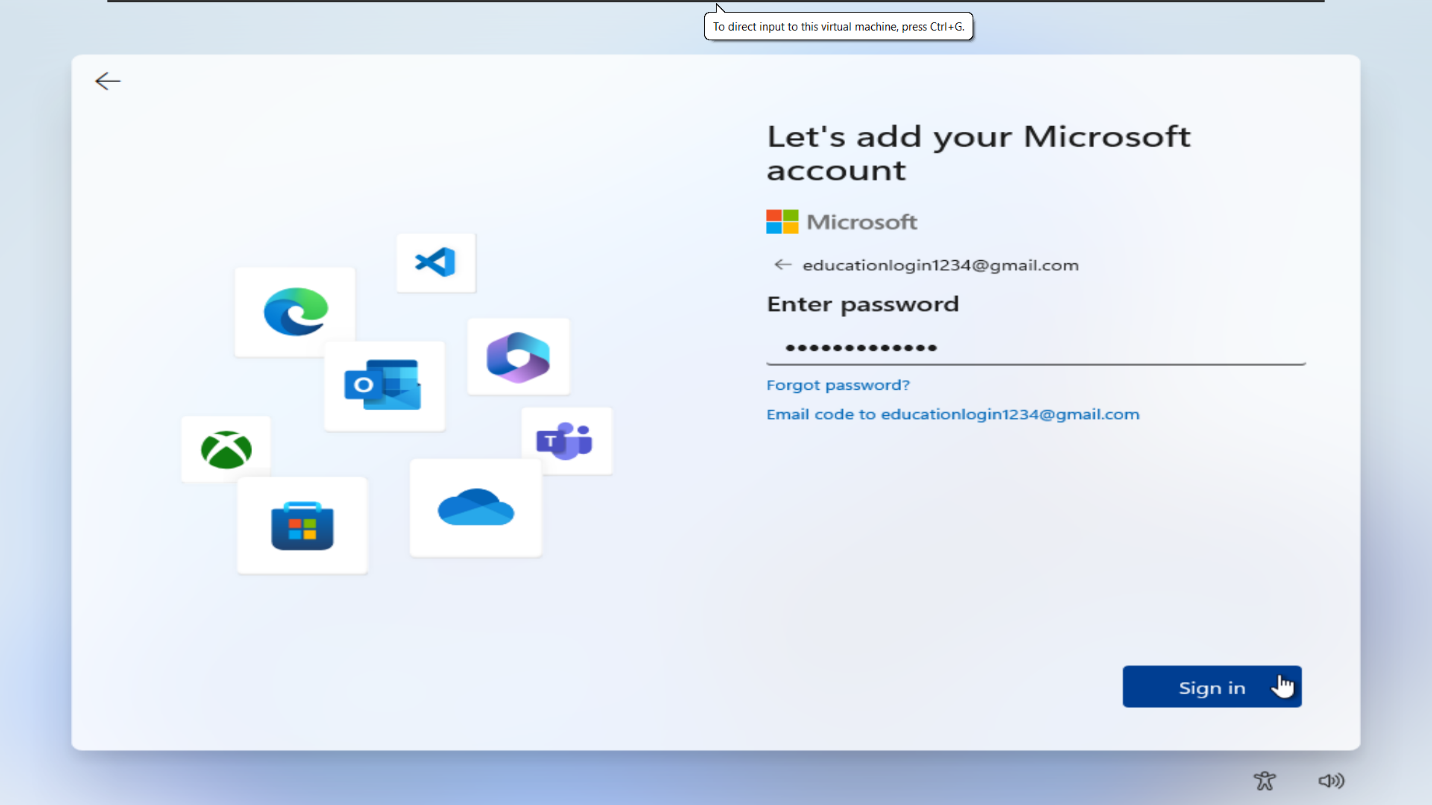 To direct input to this virtual machine, press Ctrl+G.
Let's add your Microsoft
account
Microsoft
educationlogin1234@gmail.com
Enter password
•••••••••••••
Forgot password?
Email code to educationlogin1234@gmail.com
O
T
Sign in